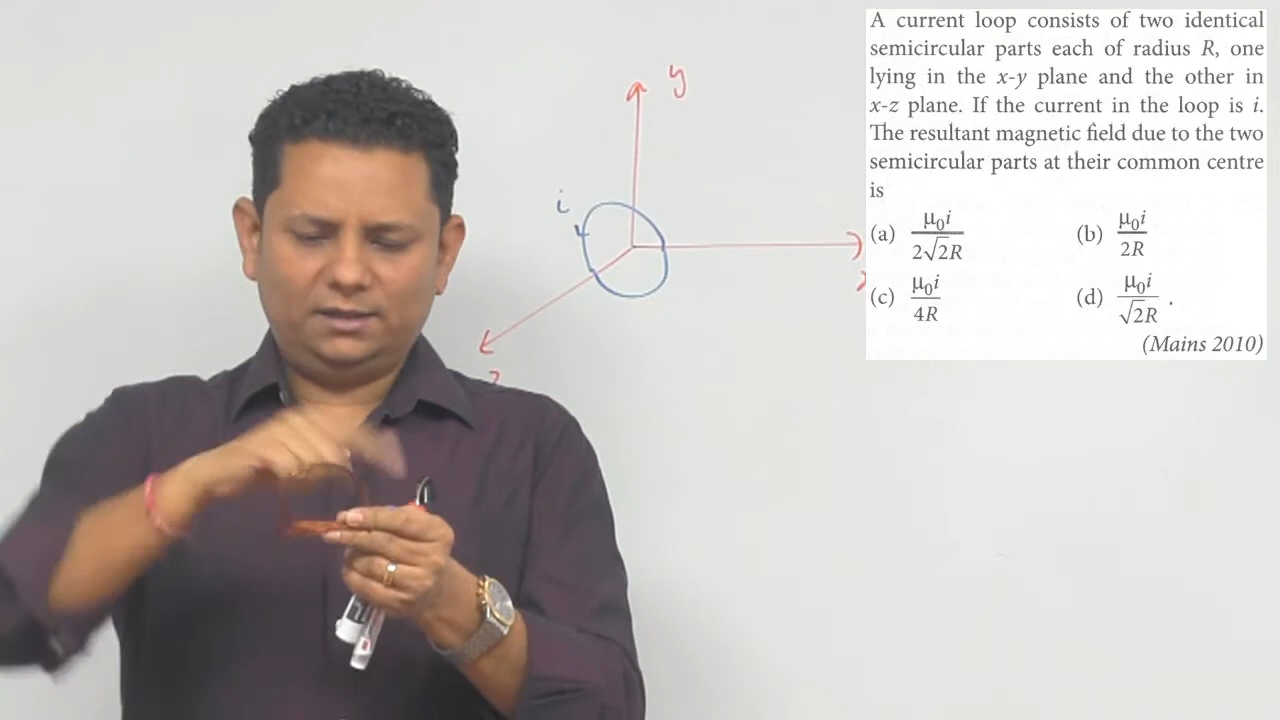 y
i
A current loop consists of two identical
semicircular parts each of radius R, one
lying in the x-y plane and the other in
x-z plane. If the current in the loop is i.
The resultant magnetic field due to the two
semicircular parts at their common centre
is
(a) μ₀i / 2√2R (b) μ₀i / 2R
(c) μ₀i / 4R (d) μ₀i / √2R .
(Mains 2010)